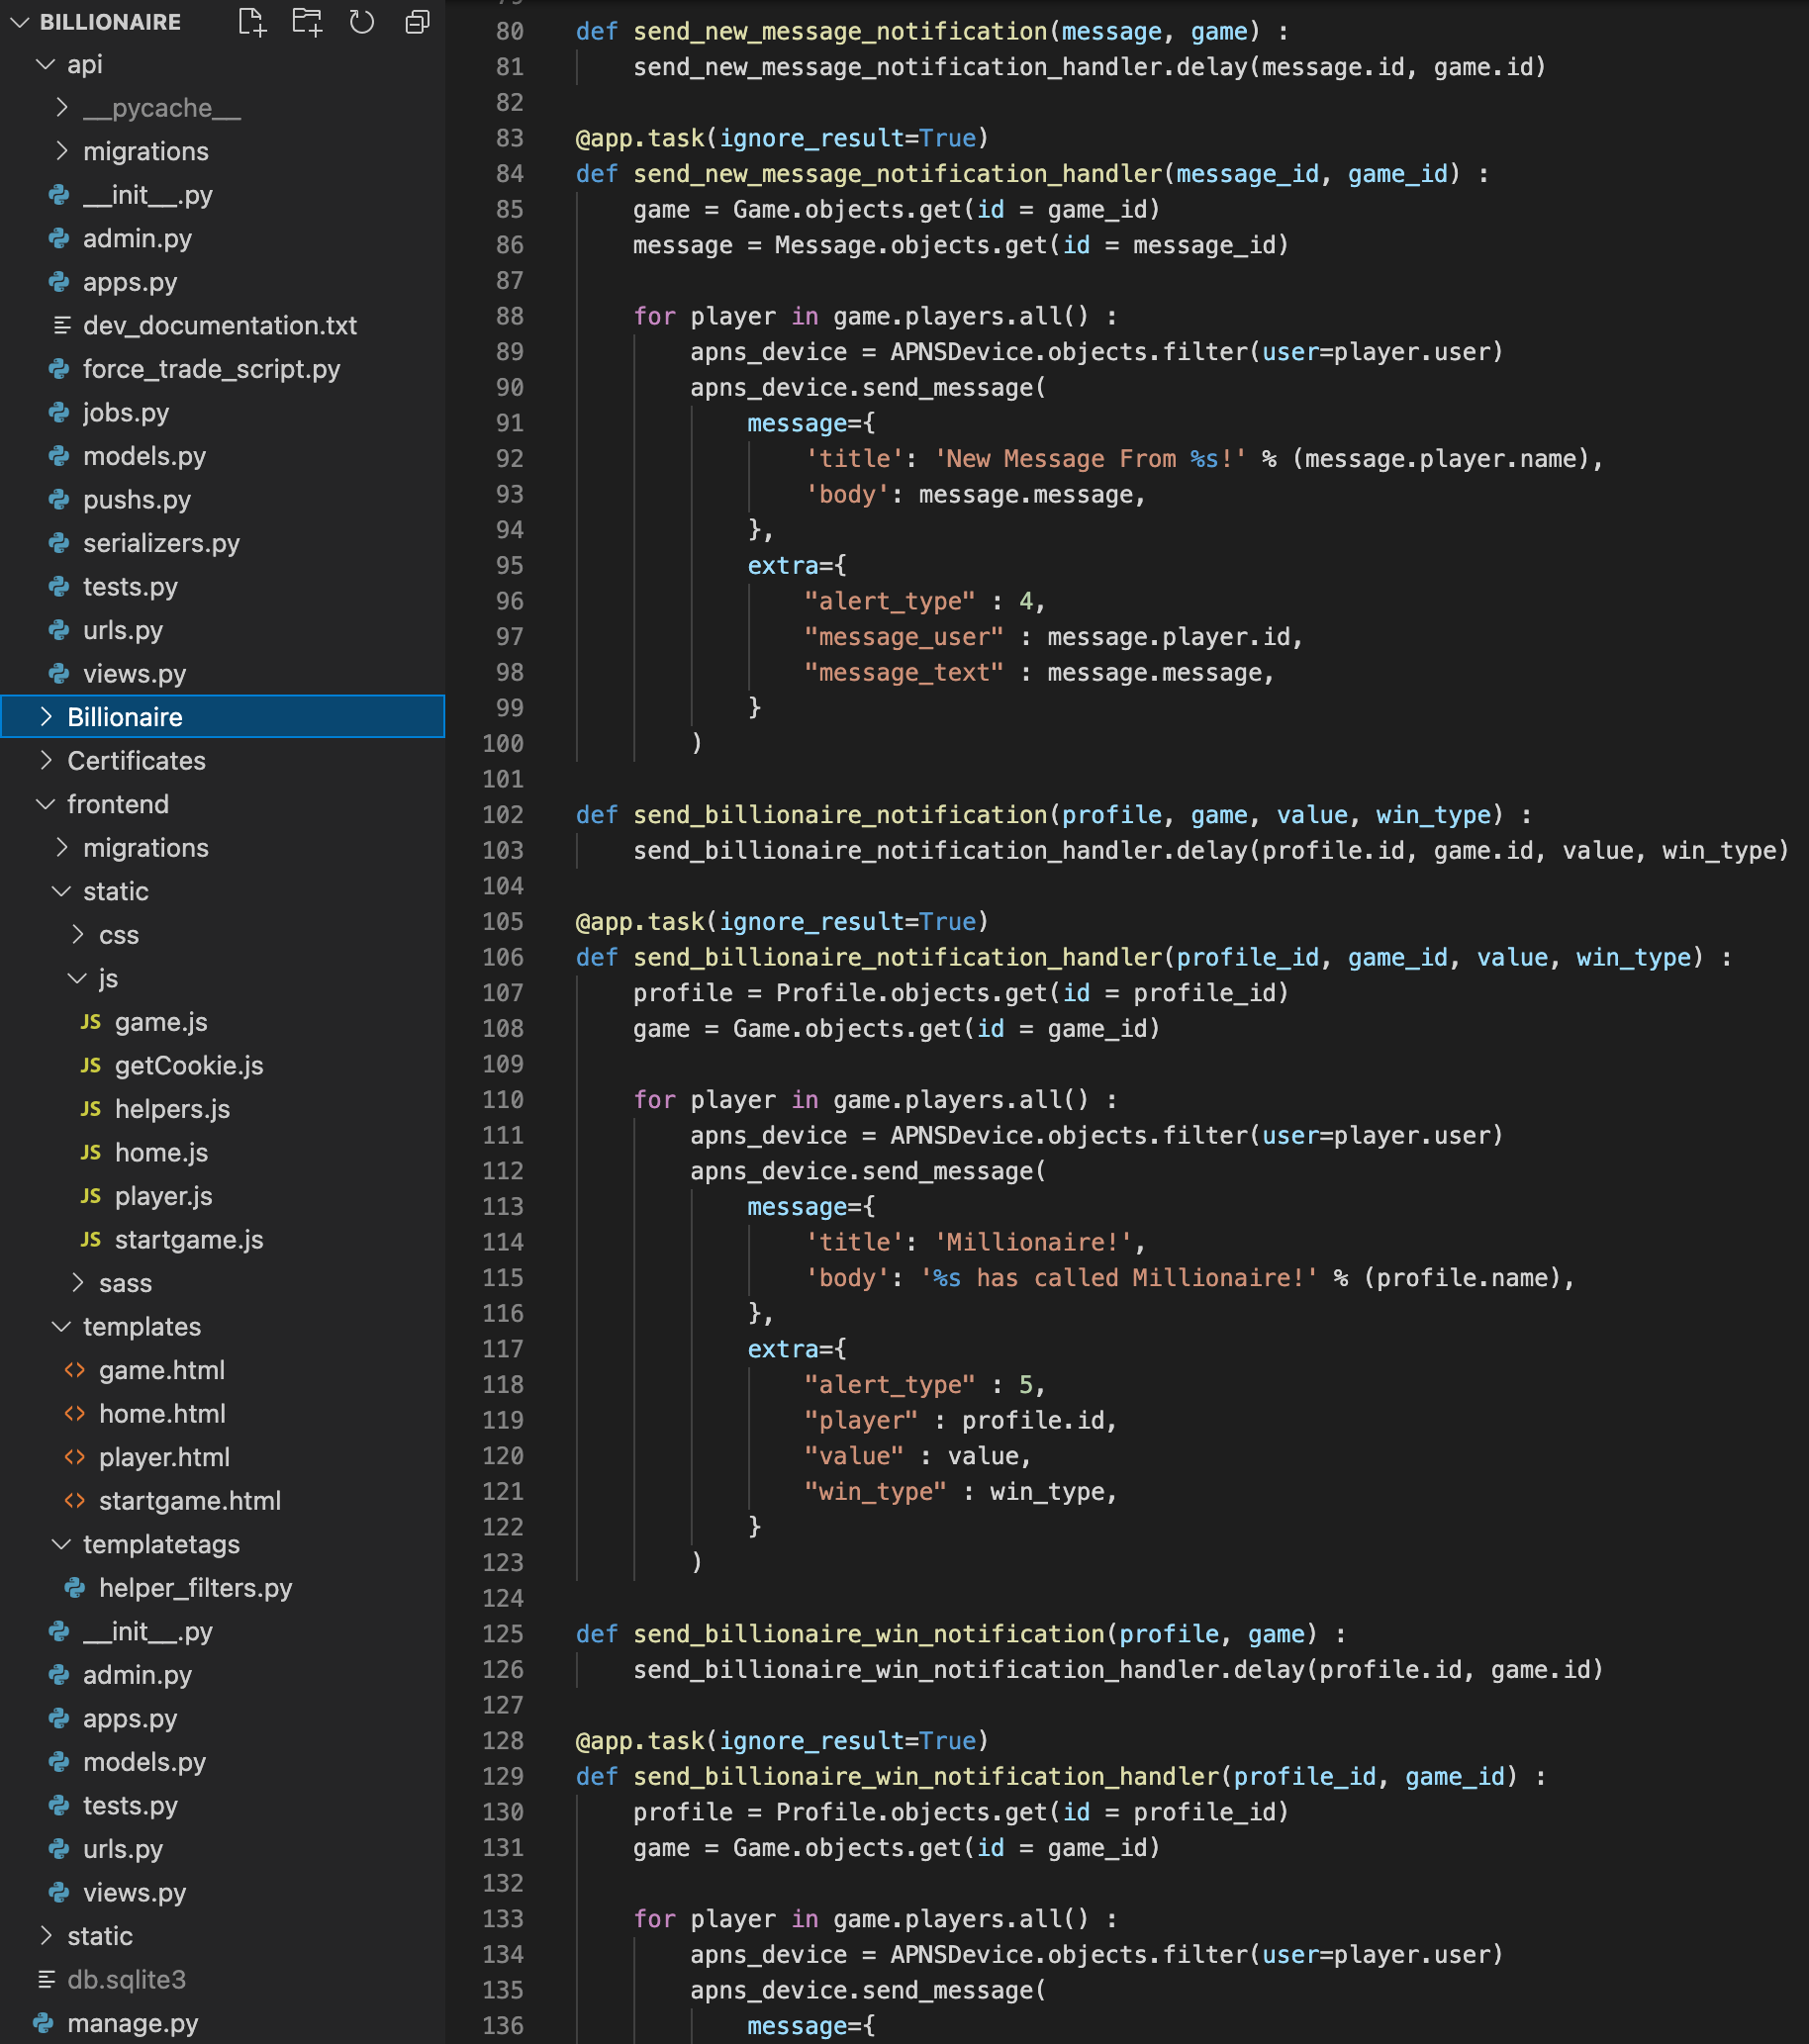 BILLIONAIRE
api
__pycache__
migrations
__init__.py
admin.py
apps.py
dev_documentation.txt
force_trade_script.py
jobs.py
models.py
pushs.py
serializers.py
tests.py
urls.py
views.py
Billionaire
Certificates
frontend
migrations
static
css
js
JS game.js
JS getCookie.js
JS helpers.js
JS home.js
JS player.js
JS startgame.js
sass
templates
<> game.html
<> home.html
<> player.html
<> startgame.html
templatetags
helper_filters.py
__init__.py
admin.py
apps.py
models.py
tests.py
urls.py
views.py
static
db.sqlite3
manage.py
80 def send_new_message_notification(message, game) :
81     send_new_message_notification_handler.delay(message.id, game.id)
82
83 @app.task(ignore_result=True)
84 def send_new_message_notification_handler(message_id, game_id) :
85     game = Game.objects.get(id = game_id)
86     message = Message.objects.get(id = message_id)
87
88     for player in game.players.all() :
89         apns_device = APNSDevice.objects.filter(user=player.user)
90         apns_device.send_message(
91             message={
92                 'title': 'New Message From %s!' % (message.player.name),
93                 'body': message.message,
94             },
95             extra={
96                 "alert_type" : 4,
97                 "message_user" : message.player.id,
98                 "message_text" : message.message,
99             }
100         )
101
102 def send_billionaire_notification(profile, game, value, win_type) :
103     send_billionaire_notification_handler.delay(profile.id, game.id, value, win_type)
104
105 @app.task(ignore_result=True)
106 def send_billionaire_notification_handler(profile_id, game_id, value, win_type) :
107     profile = Profile.objects.get(id = profile_id)
108     game = Game.objects.get(id = game_id)
109
110     for player in game.players.all() :
111         apns_device = APNSDevice.objects.filter(user=player.user)
112         apns_device.send_message(
113             message={
114                 'title': 'Millionaire!',
115                 'body': '%s has called Millionaire!' % (profile.name),
116             },
117             extra={
118                 "alert_type" : 5,
119                 "player" : profile.id,
120                 "value" : value,
121                 "win_type" : win_type,
122             }
123         )
124
125 def send_billionaire_win_notification(profile, game) :
126     send_billionaire_win_notification_handler.delay(profile.id, game.id)
127
128 @app.task(ignore_result=True)
129 def send_billionaire_win_notification_handler(profile_id, game_id) :
130     profile = Profile.objects.get(id = profile_id)
131     game = Game.objects.get(id = game_id)
132
133     for player in game.players.all() :
134         apns_device = APNSDevice.objects.filter(user=player.user)
135         apns_device.send_message(
136             message={